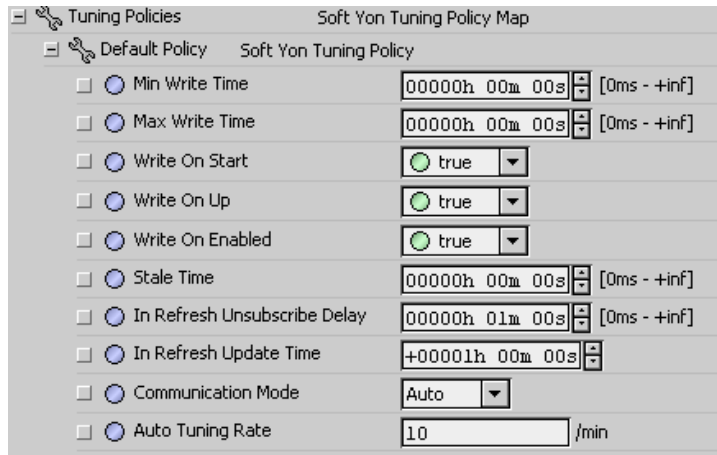 Tuning Policies Soft Yon Tuning Policy Map
Default Policy Soft Yon Tuning Policy
Min Write Time 00000h 00m 00s [0ms - +inf]
Max Write Time 00000h 00m 00s [0ms - +inf]
Write On Start true
Write On Up true
Write On Enabled true
Stale Time 00000h 00m 00s [0ms - +inf]
In Refresh Unsubscribe Delay 00000h 01m 00s [0ms - +inf]
In Refresh Update Time +00001h 00m 00s
Communication Mode Auto
Auto Tuning Rate 10 /min